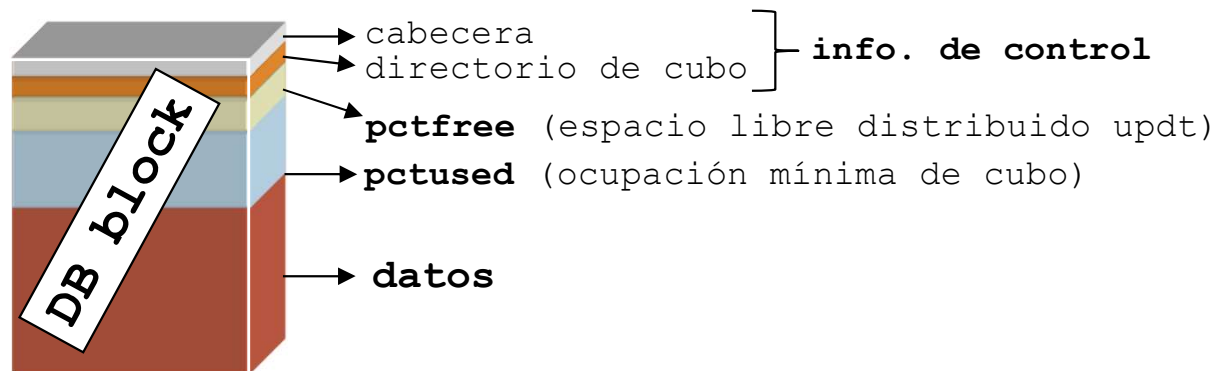 cabecera
directorio de cubo
info. de control
pctfree (espacio libre distribuido updt)
pctused (ocupación mínima de cubo)
datos
DB block